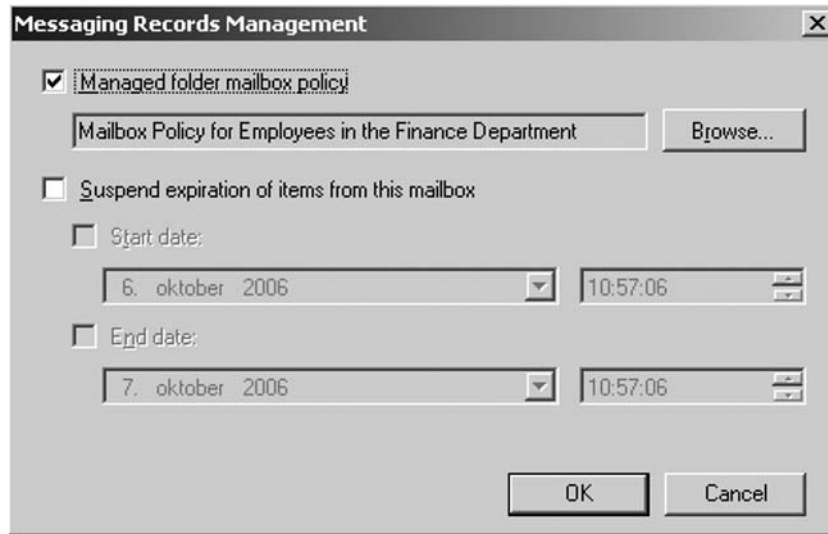 Messaging Records Management
Managed folder mailbox policy
Mailbox Policy for Employees in the Finance Department Browse...
Suspend expiration of items from this mailbox
Start date:
6. oktober 2006 10:57:06
End date:
7. oktober 2006 10:57:06
OK Cancel